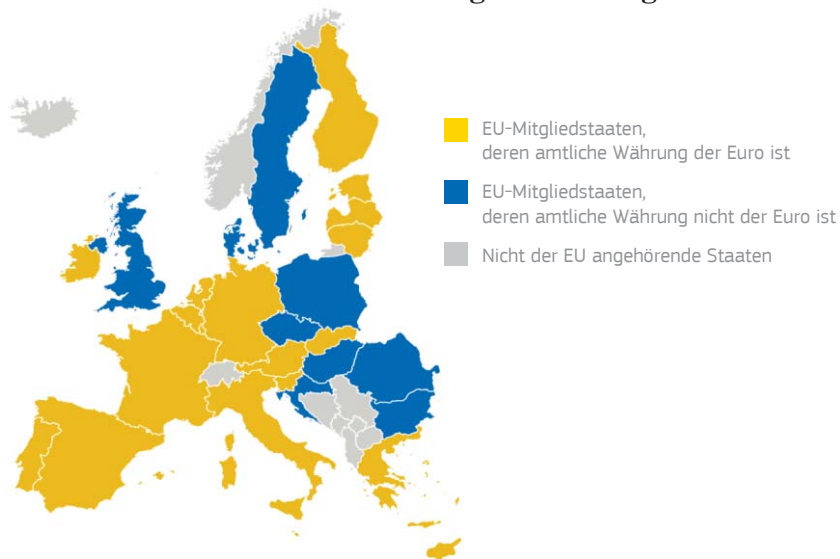 EU-Mitgliedstaaten,
deren amtliche Währung der Euro ist
EU-Mitgliedstaaten,
deren amtliche Währung nicht der Euro ist
Nicht der EU angehörende Staaten